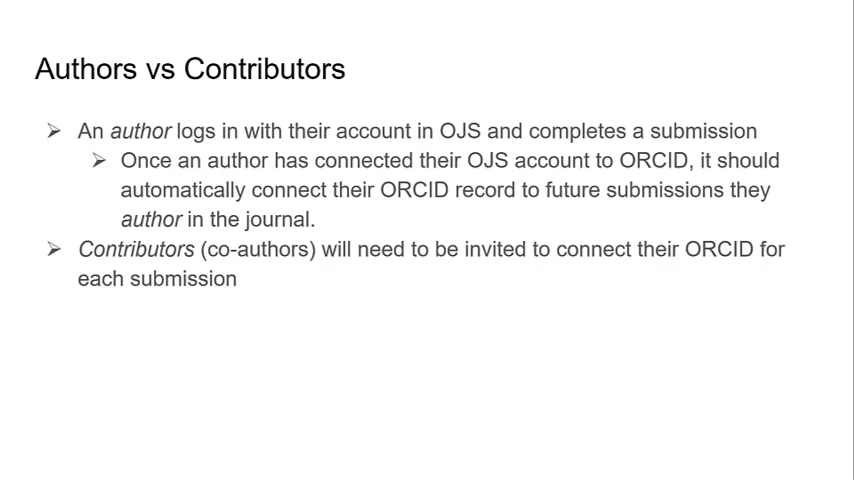 Authors vs Contributors
➢ An author logs in with their account in OJS and completes a submission
➢ Once an author has connected their OJS account to ORCID, it should
automatically connect their ORCID record to future submissions they
author in the journal.
➢ Contributors (co-authors) will need to be invited to connect their ORCID for
each submission